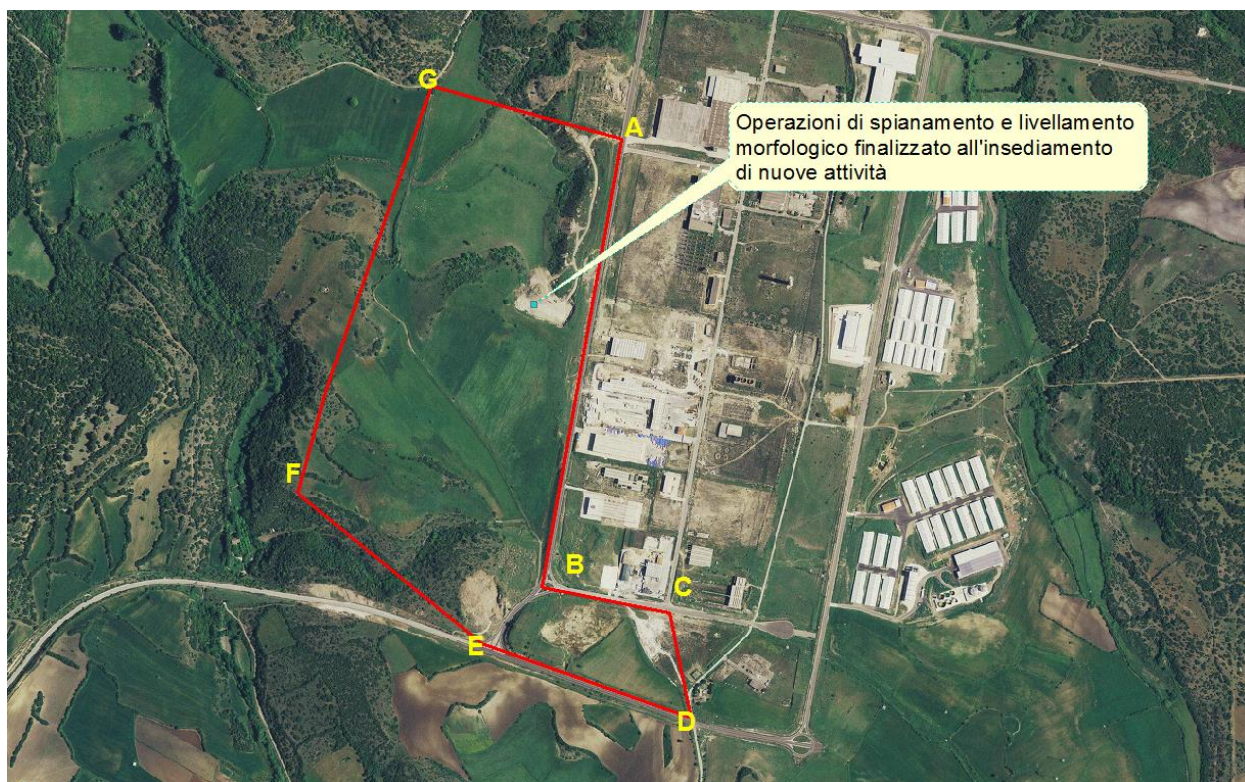 G
A
Operazioni di spianamento e livellamento
morfologico finalizzato all'insediamento
di nuove attività
F
B
C
E
D